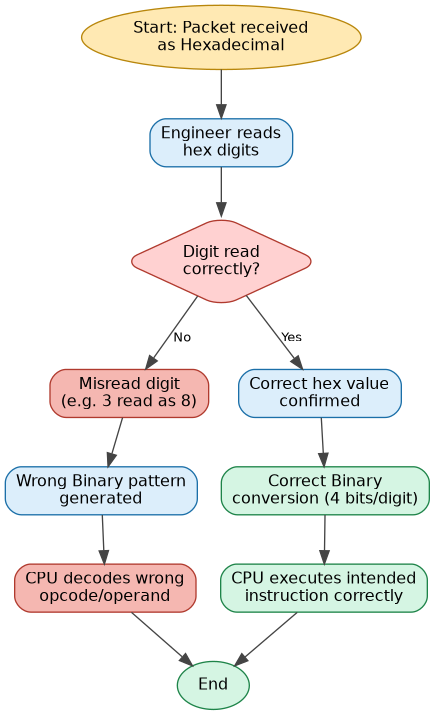 Start: Packet received
as Hexadecimal
Engineer reads
hex digits
Digit read
correctly?
No
Yes
Misread digit
(e.g. 3 read as 8)
Correct hex value
confirmed
Wrong Binary pattern
generated
Correct Binary
conversion (4 bits/digit)
CPU decodes wrong
opcode/operand
CPU executes intended
instruction correctly
End